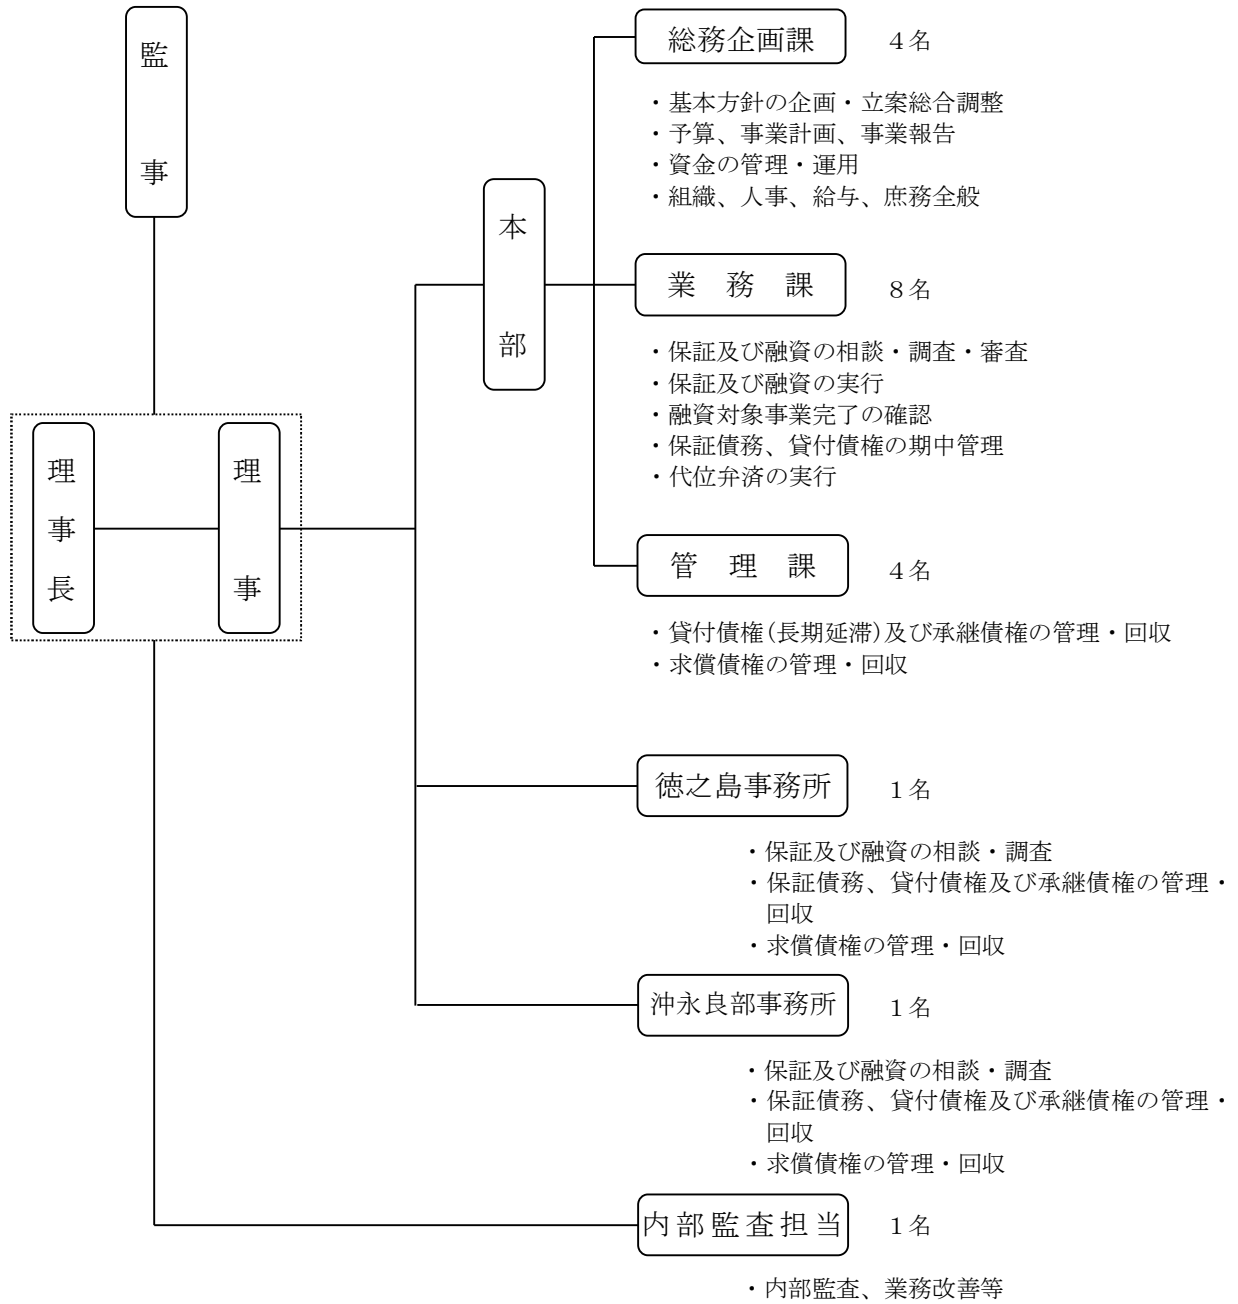 監事
総務企画課 ４名
・基本方針の企画・立案総合調整
・予算、事業計画、事業報告
・資金の管理・運用
・組織、人事、給与、庶務全般
本部
業　務　課 ８名
・保証及び融資の相談・調査・審査
・保証及び融資の実行
・融資対象事業完了の確認
・保証債務、貸付債権の期中管理
・代位弁済の実行
理事長
理事
管　理　課 ４名
・貸付債権(長期延滞)及び承継債権の管理・回収
・求償債権の管理・回収
徳之島事務所 １名
・保証及び融資の相談・調査
・保証債務、貸付債権及び承継債権の管理・
回収
・求償債権の管理・回収
沖永良部事務所 １名
・保証及び融資の相談・調査
・保証債務、貸付債権及び承継債権の管理・
回収
・求償債権の管理・回収
内部監査担当 １名
・内部監査、業務改善等